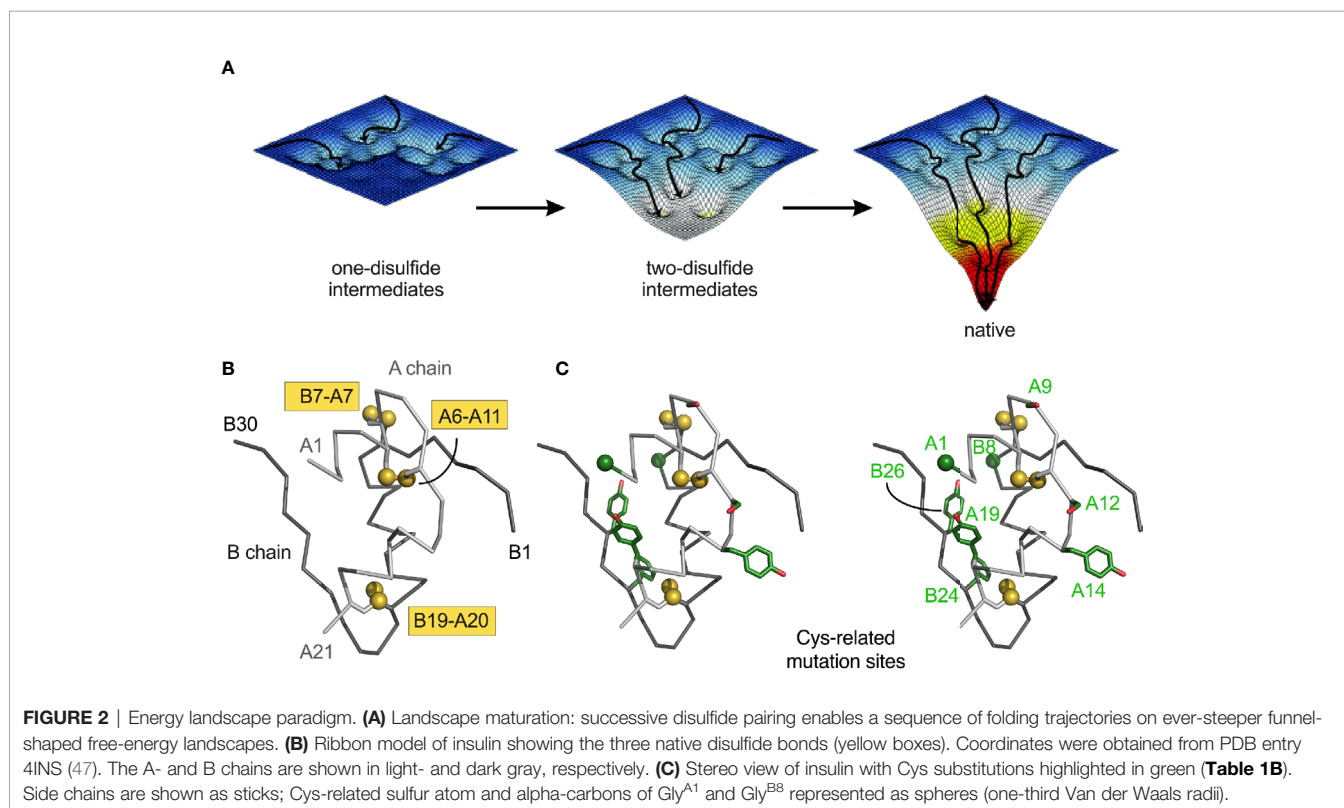 A
one-disulfide
intermediates
two-disulfide
intermediates
native
B
A chain
B7-A7
A6-A11
B30
A1
B chain
B1
B19-A20
A21
C
A9
A1
B8
B26
A19
A12
B24
A14
Cys-related
mutation sites
FIGURE 2 | Energy landscape paradigm. (A) Landscape maturation: successive disulfide pairing enables a sequence of folding trajectories on ever-steeper funnel-
shaped free-energy landscapes. (B) Ribbon model of insulin showing the three native disulfide bonds (yellow boxes). Coordinates were obtained from PDB entry
4INS (47). The A- and B chains are shown in light- and dark gray, respectively. (C) Stereo view of insulin with Cys substitutions highlighted in green (Table 1B).
Side chains are shown as sticks; Cys-related sulfur atom and alpha-carbons of Gly^A1 and Gly^B8 represented as spheres (one-third Van der Waals radii).